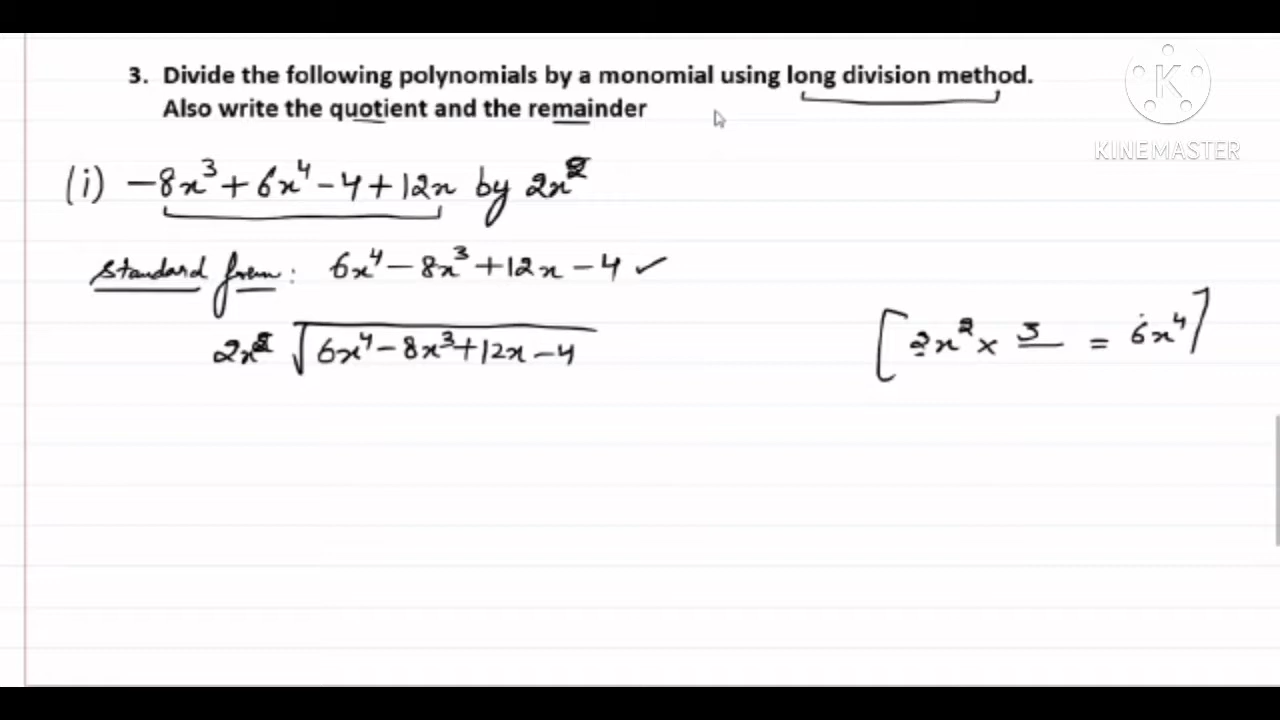 3. Divide the following polynomials by a monomial using long division method.
Also write the quotient and the remainder
K
KINEMASTER
(i) −8x³ + 6x⁴ − 4 + 12x by 2x²
Standard from: 6x⁴ − 8x³ + 12x − 4 ✓
2x² √6x⁴ − 8x³ + 12x − 4
[2x² × 3 = 6x⁴]